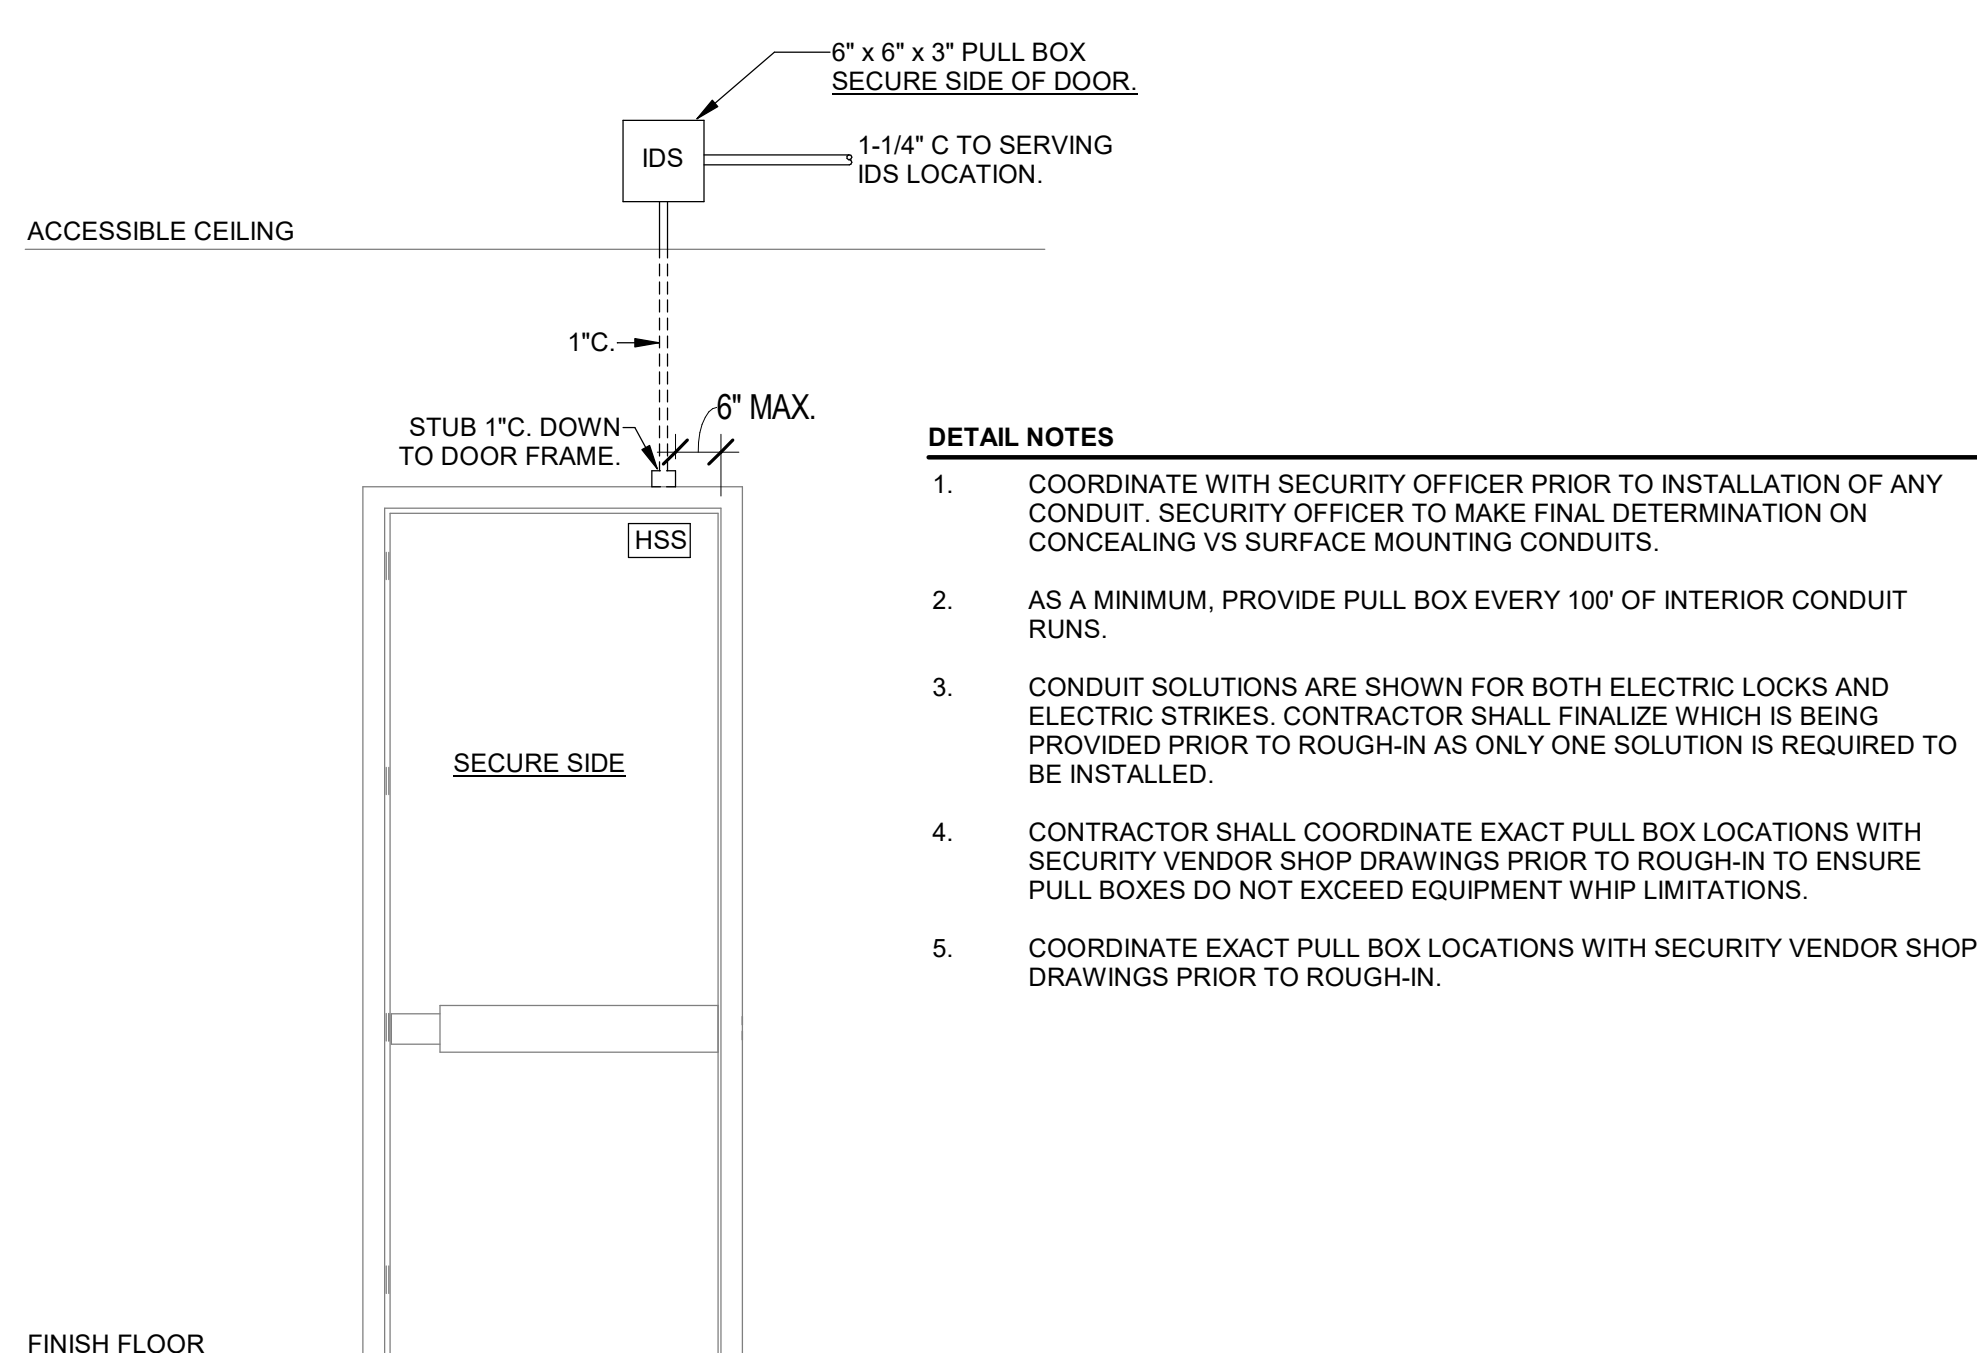 6" x 6" x 3" PULL BOX
SECURE SIDE OF DOOR.
IDS
1-1/4" C TO SERVING
IDS LOCATION.
ACCESSIBLE CEILING
1"C.
6" MAX.
STUB 1"C. DOWN
TO DOOR FRAME.
HSS
SECURE SIDE
FINISH FLOOR
DETAIL NOTES
1. COORDINATE WITH SECURITY OFFICER PRIOR TO INSTALLATION OF ANY
CONDUIT. SECURITY OFFICER TO MAKE FINAL DETERMINATION ON
CONCEALING VS SURFACE MOUNTING CONDUITS.
2. AS A MINIMUM, PROVIDE PULL BOX EVERY 100' OF INTERIOR CONDUIT
RUNS.
3. CONDUIT SOLUTIONS ARE SHOWN FOR BOTH ELECTRIC LOCKS AND
ELECTRIC STRIKES. CONTRACTOR SHALL FINALIZE WHICH IS BEING
PROVIDED PRIOR TO ROUGH-IN AS ONLY ONE SOLUTION IS REQUIRED TO
BE INSTALLED.
4. CONTRACTOR SHALL COORDINATE EXACT PULL BOX LOCATIONS WITH
SECURITY VENDOR SHOP DRAWINGS PRIOR TO ROUGH-IN TO ENSURE
PULL BOXES DO NOT EXCEED EQUIPMENT WHIP LIMITATIONS.
5. COORDINATE EXACT PULL BOX LOCATIONS WITH SECURITY VENDOR SHOP
DRAWINGS PRIOR TO ROUGH-IN.